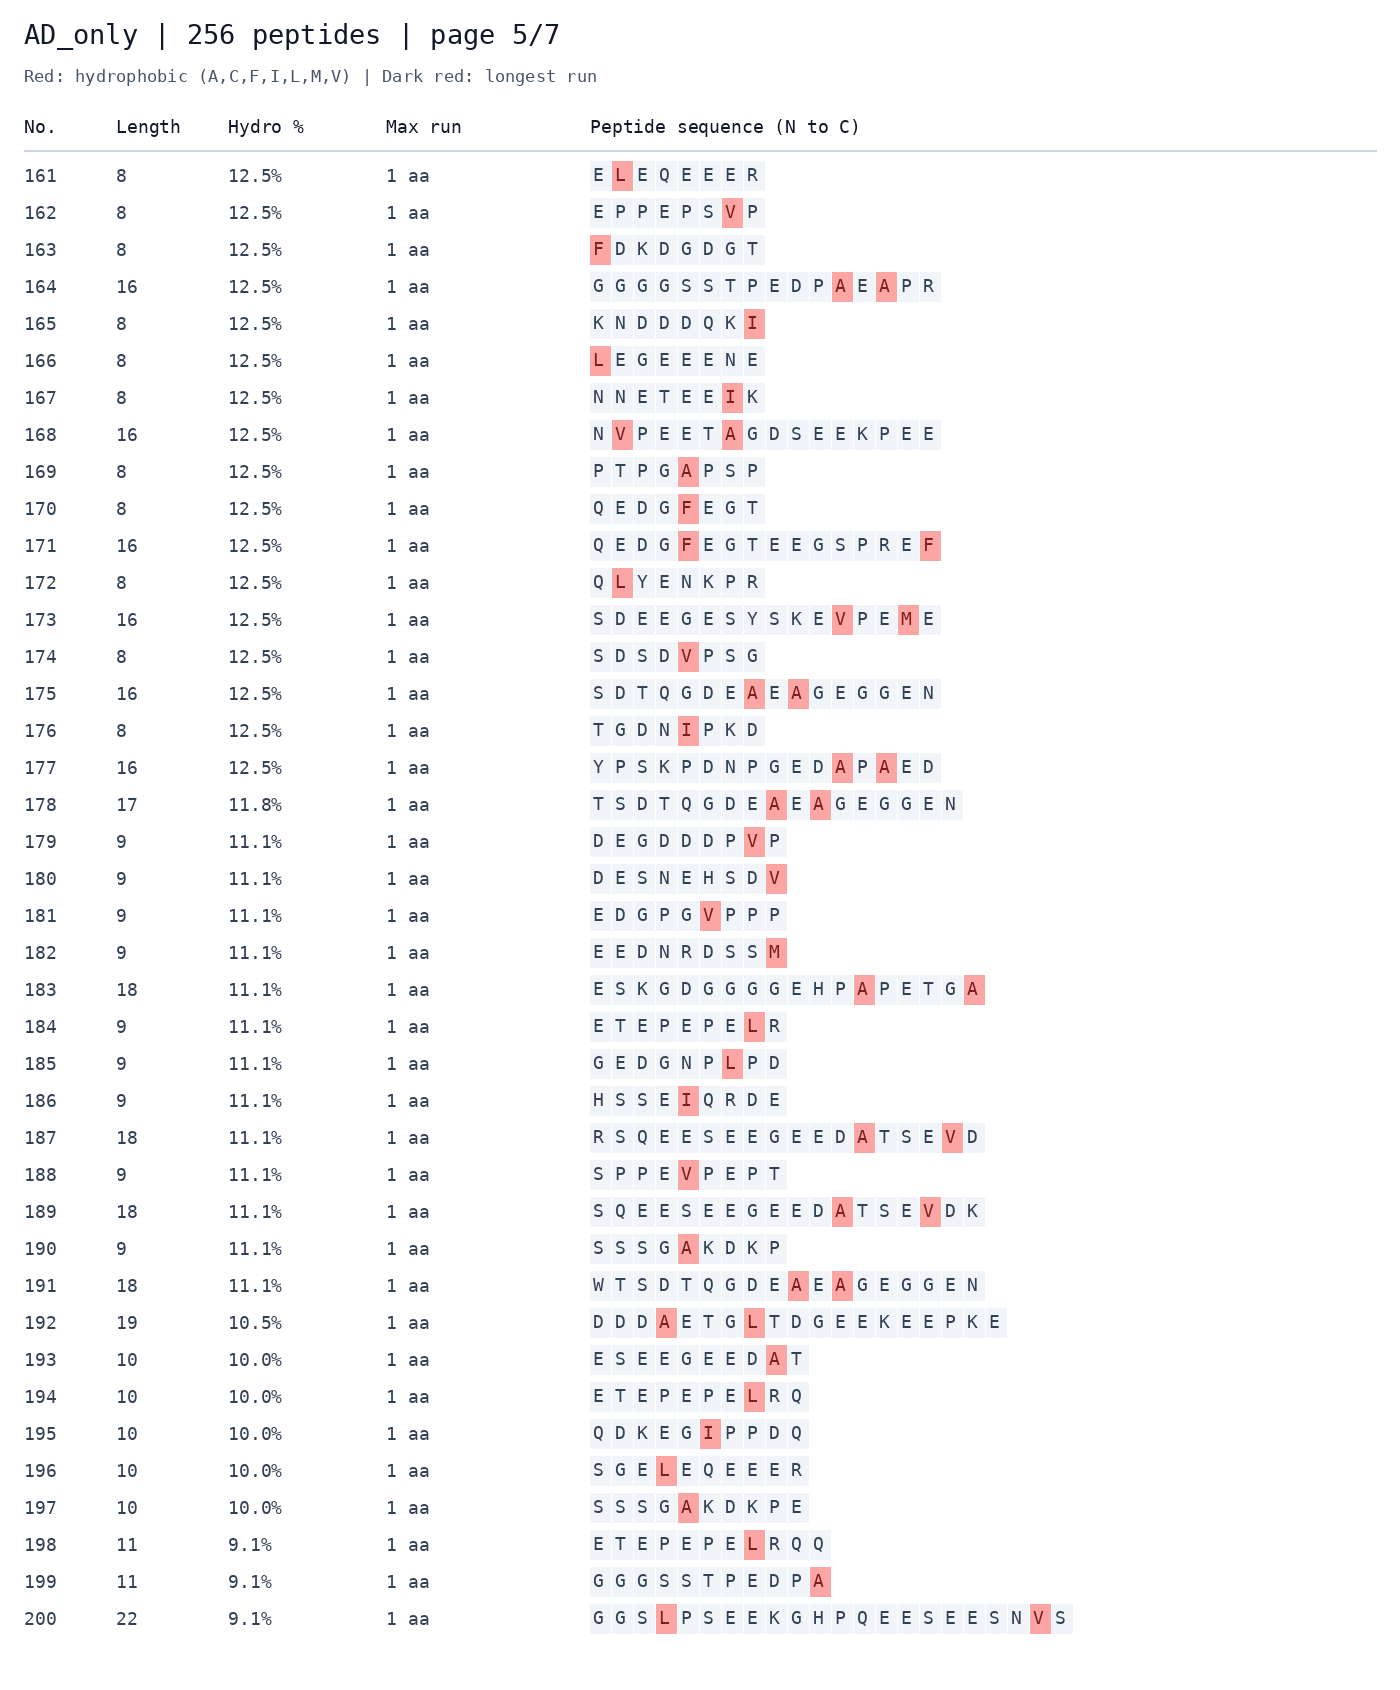 AD_only | 256 peptides | page 5/7
Red: hydrophobic (A,C,F,I,L,M,V) | Dark red: longest run
No. Length Hydro % Max run Peptide sequence (N to C)
161 8 12.5% 1 aa E L E Q E E E R
162 8 12.5% 1 aa E P P E P S V P
163 8 12.5% 1 aa F D K D G D G T
164 16 12.5% 1 aa G G G G S S T P E D P A E A P R
165 8 12.5% 1 aa K N D D D Q K I
166 8 12.5% 1 aa L E G E E E N E
167 8 12.5% 1 aa N N E T E E I K
168 16 12.5% 1 aa N V P E E T A G D S E E K P E E
169 8 12.5% 1 aa P T P G A P S P
170 8 12.5% 1 aa Q E D G F E G T
171 16 12.5% 1 aa Q E D G F E G T E E G S P R E F
172 8 12.5% 1 aa Q L Y E N K P R
173 16 12.5% 1 aa S D E E G E S Y S K E V P E M E
174 8 12.5% 1 aa S D S D V P S G
175 16 12.5% 1 aa S D T Q G D E A E A G E G G E N
176 8 12.5% 1 aa T G D N I P K D
177 16 12.5% 1 aa Y P S K P D N P G E D A P A E D
178 17 11.8% 1 aa T S D T Q G D E A E A G E G G E N
179 9 11.1% 1 aa D E G D D D P V P
180 9 11.1% 1 aa D E S N E H S D V
181 9 11.1% 1 aa E D G P G V P P P
182 9 11.1% 1 aa E E D N R D S S M
183 18 11.1% 1 aa E S K G D G G G G E H P A P E T G A
184 9 11.1% 1 aa E T E P E P E L R
185 9 11.1% 1 aa G E D G N P L P D
186 9 11.1% 1 aa H S S E I Q R D E
187 18 11.1% 1 aa R S Q E E S E E G E E D A T S E V D
188 9 11.1% 1 aa S P P E V P E P T
189 18 11.1% 1 aa S Q E E S E E G E E D A T S E V D K
190 9 11.1% 1 aa S S S G A K D K P
191 18 11.1% 1 aa W T S D T Q G D E A E A G E G G E N
192 19 10.5% 1 aa D D D A E T G L T D G E E K E E P K E
193 10 10.0% 1 aa E S E E G E E D A T
194 10 10.0% 1 aa E T E P E P E L R Q
195 10 10.0% 1 aa Q D K E G I P P D Q
196 10 10.0% 1 aa S G E L E Q E E E R
197 10 10.0% 1 aa S S S G A K D K P E
198 11 9.1% 1 aa E T E P E P E L R Q Q
199 11 9.1% 1 aa G G G S S T P E D P A
200 22 9.1% 1 aa G G S L P S E E K G H P Q E E S E E S N V S